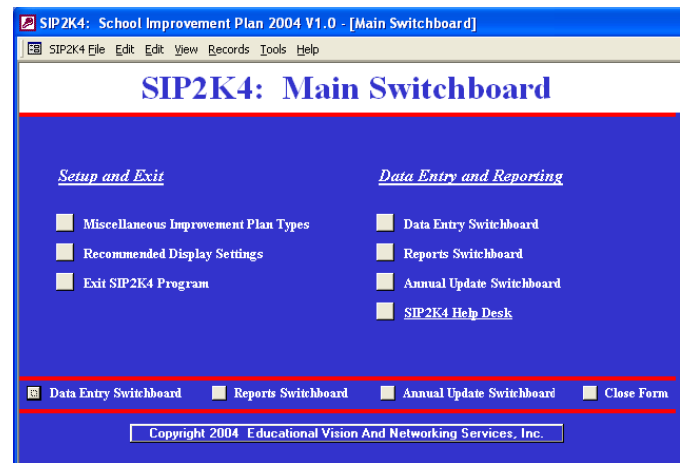 SIP2K4: School Improvement Plan 2004 V1.0 - [Main Switchboard]
SIP2K4 File Edit Edit View Records Tools Help
SIP2K4: Main Switchboard
Setup and Exit
Data Entry and Reporting
Miscellaneous Improvement Plan Types
Data Entry Switchboard
Recommended Display Settings
Reports Switchboard
Exit SIP2K4 Program
Annual Update Switchboard
SIP2K4 Help Desk
Data Entry Switchboard Reports Switchboard Annual Update Switchboard Close Form
Copyright 2004 Educational Vision And Networking Services, Inc.